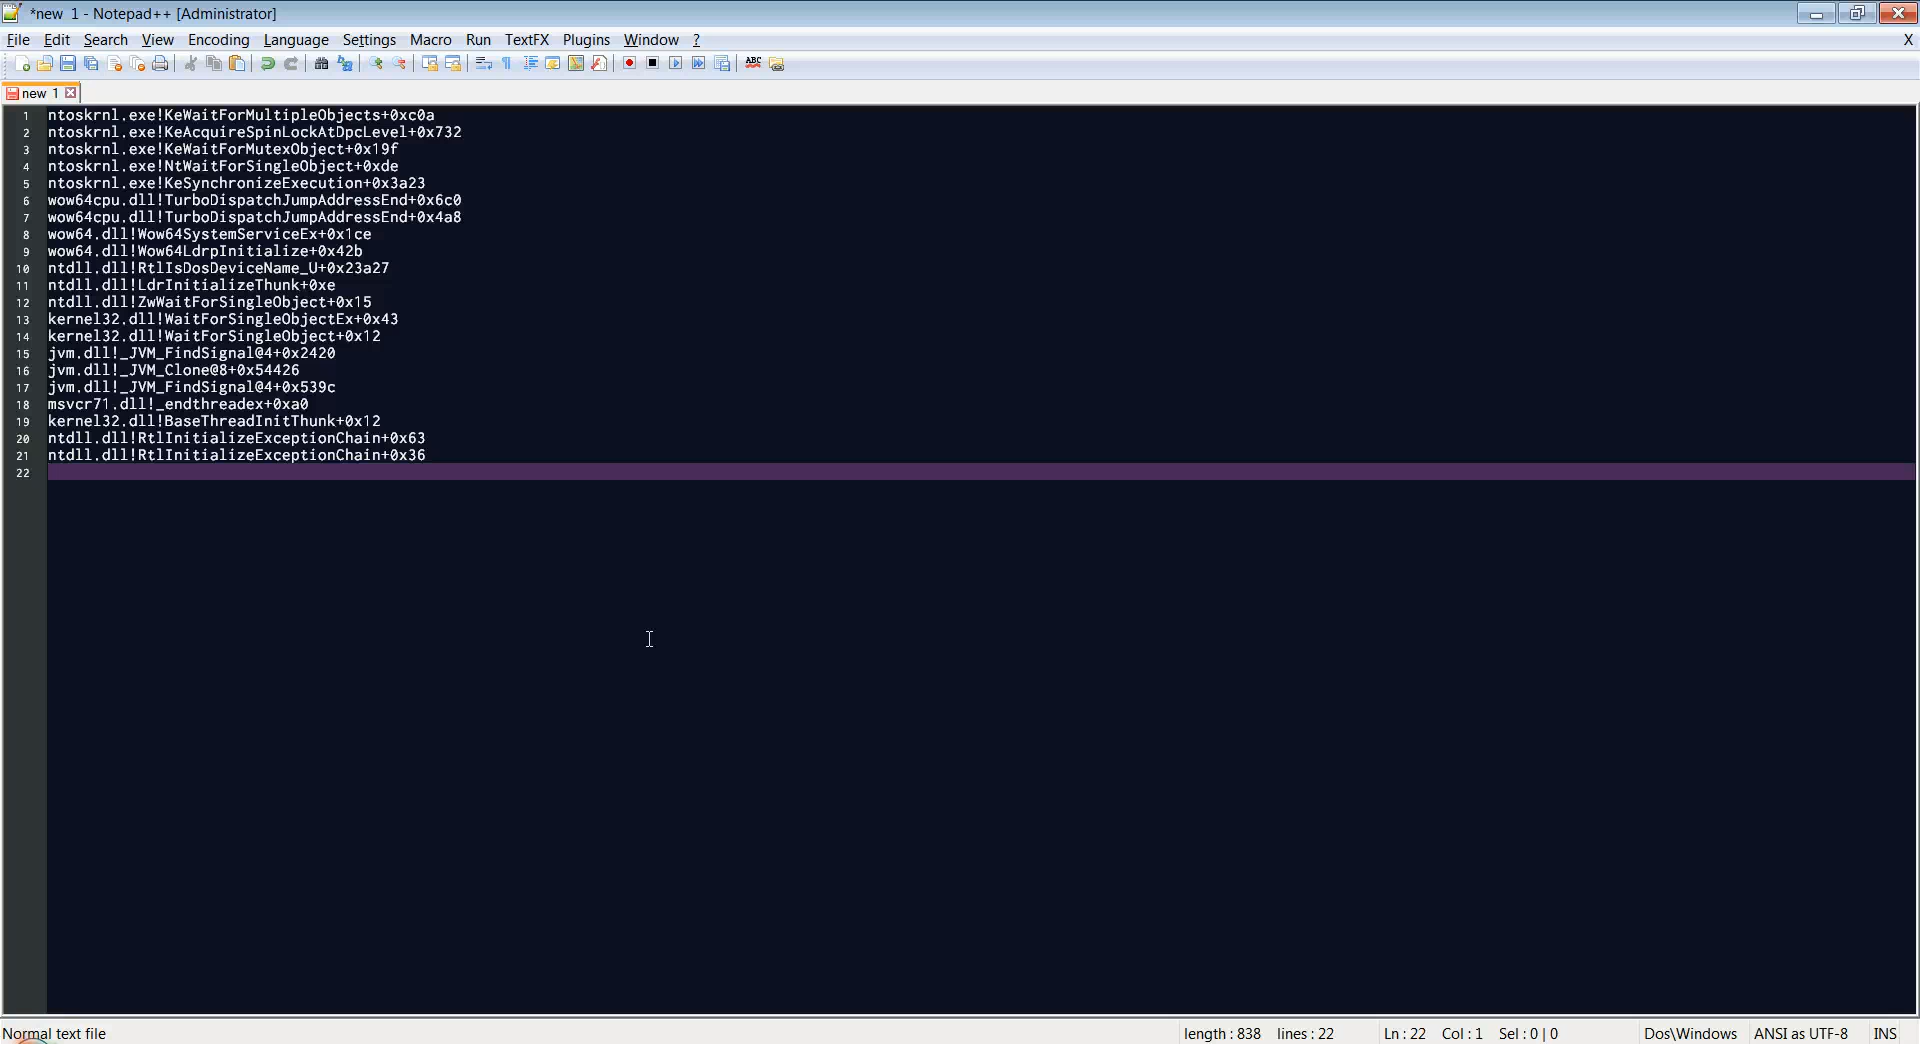 *new  1 - Notepad++ [Administrator]
File Edit Search View Encoding Language Settings Macro Run TextFX Plugins Window ? X
ABC
new  1
1 ntoskrnl.exe!KeWaitForMultipleObjects+0xc0a
2 ntoskrnl.exe!KeAcquireSpinLockAtDpcLevel+0x732
3 ntoskrnl.exe!KeWaitForMutexObject+0x19f
4 ntoskrnl.exe!NtWaitForSingleObject+0xde
5 ntoskrnl.exe!KeSynchronizeExecution+0x3a23
6 wow64cpu.dll!TurboDispatchJumpAddressEnd+0x6c0
7 wow64cpu.dll!TurboDispatchJumpAddressEnd+0x4a8
8 wow64.dll!Wow64SystemServiceEx+0x1ce
9 wow64.dll!Wow64LdrpInitialize+0x42b
10 ntdll.dll!RtlIsDosDeviceName_U+0x23a27
11 ntdll.dll!LdrInitializeThunk+0xe
12 ntdll.dll!ZwWaitForSingleObject+0x15
13 kernel32.dll!WaitForSingleObjectEx+0x43
14 kernel32.dll!WaitForSingleObject+0x12
15 jvm.dll!_JVM_FindSignal@4+0x2420
16 jvm.dll!_JVM_Clone@8+0x54426
17 jvm.dll!_JVM_FindSignal@4+0x539c
18 msvcr71.dll!_endthreadex+0xa0
19 kernel32.dll!BaseThreadInitThunk+0x12
20 ntdll.dll!RtlInitializeExceptionChain+0x63
21 ntdll.dll!RtlInitializeExceptionChain+0x36
22
Normal text file length : 838 lines : 22 Ln : 22 Col : 1 Sel : 0 | 0 Dos\Windows ANSI as UTF-8 INS